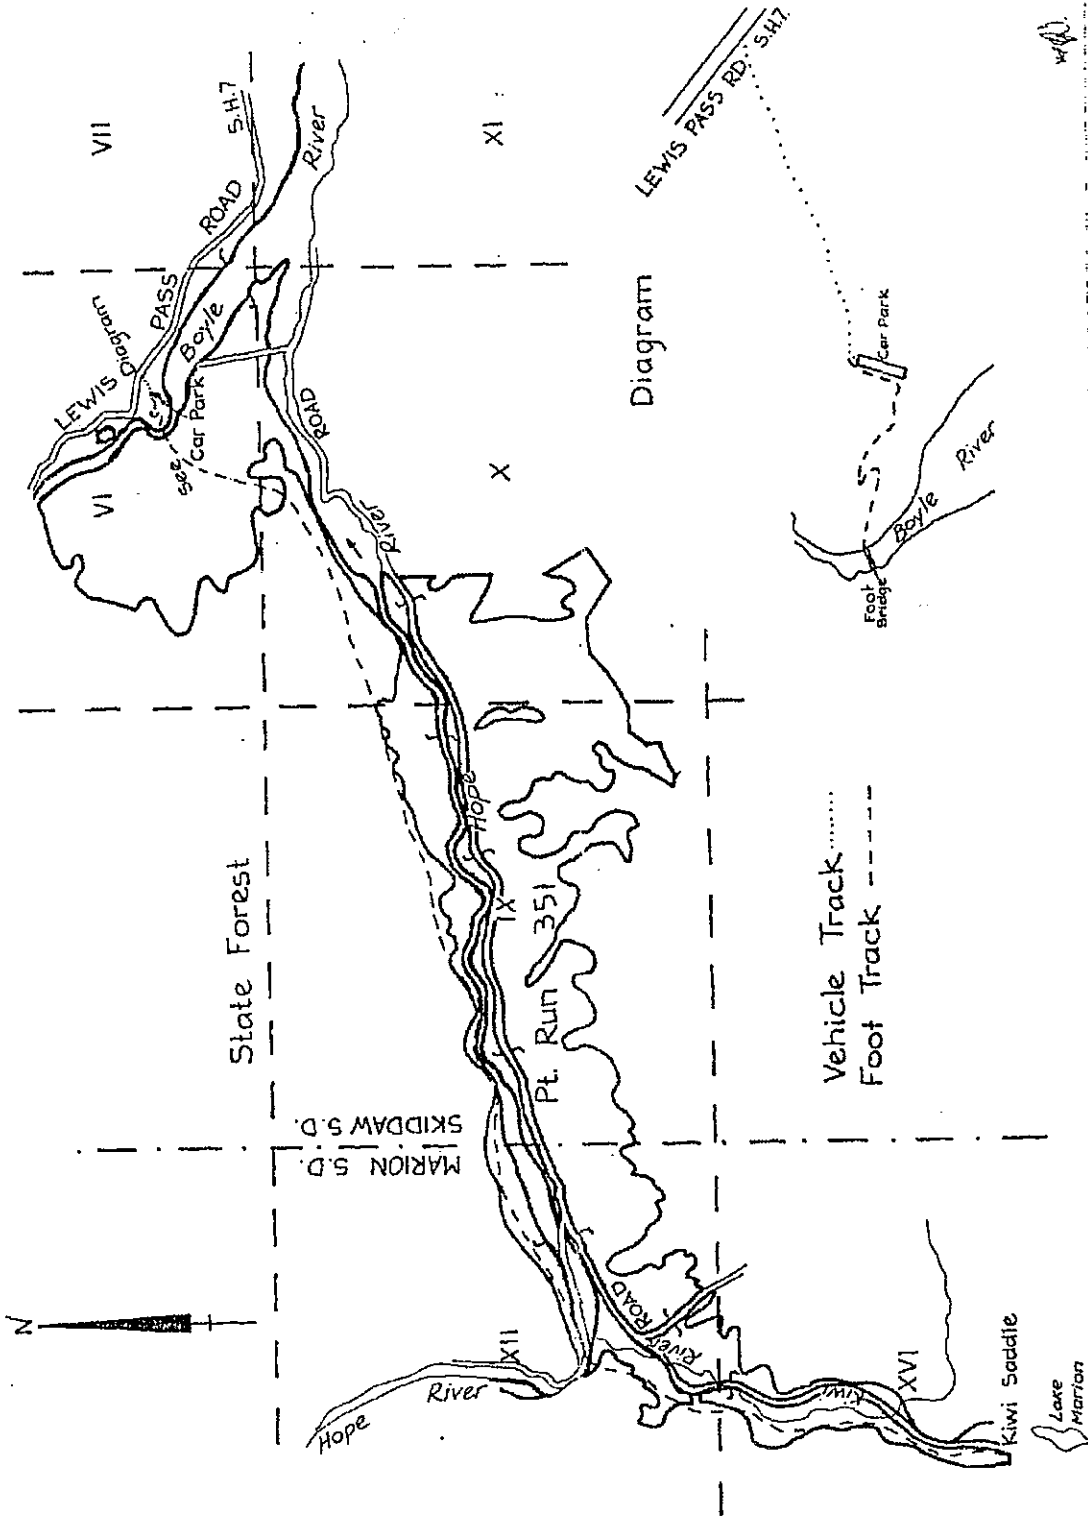 N
State Forest
VII
VI
LEWIS
PASS
ROAD
S.H.7
See Diagram
Car Park
Boyle
River
ROAD
XI
X
River
Hope
IX
Pt. Run 351
SKIDDAW S.D.
MARION S.D.
XII
Hope
River
ROAD
River
Kiwi
XVI
Kiwi Saddle
Lake
Marion
Vehicle Track ........
Foot Track -----
Diagram
LEWIS PASS RD. S.H.7.
Car Park
Foot
Bridge
Boyle
River